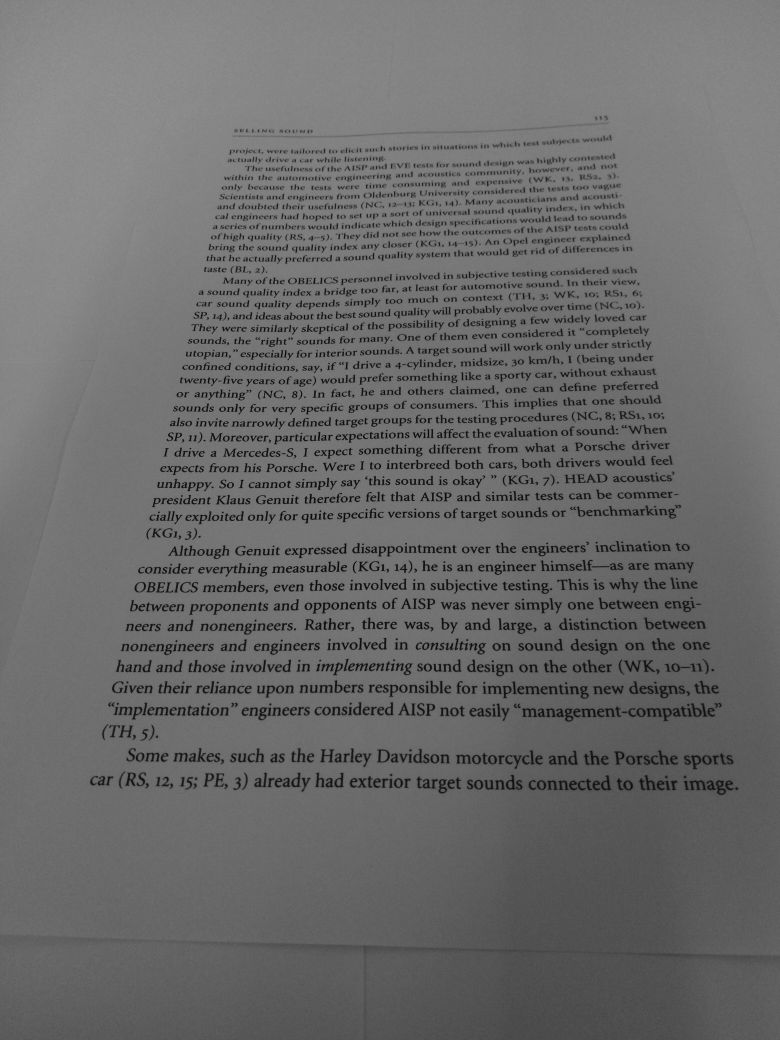 SELLING SOUND 115
project, were tailored to elicit such stories in situations in which test subjects would
actually drive a car while listening.
The usefulness of the AISP and EVE tests for sound design was highly contested
within the automotive engineering and acoustics community, however, and not
only because the tests were time consuming and expensive (WK, 13, RS2, 3).
Scientists and engineers from Oldenburg University considered the tests too vague
and doubted their usefulness (NC, 12–13; KG1, 14). Many acousticians and acousti-
cal engineers had hoped to set up a sort of universal sound quality index, in which
a series of numbers would indicate which design specifications would lead to sounds
of high quality (RS, 4–5). They did not see how the outcomes of the AISP tests could
bring the sound quality index any closer (KG1, 14–15). An Opel engineer explained
that he actually preferred a sound quality system that would get rid of differences in
taste (BL, 2).
Many of the OBELICS personnel involved in subjective testing considered such
a sound quality index a bridge too far, at least for automotive sound. In their view,
car sound quality depends simply too much on context (TH, 3; WK, 10; RS1, 6;
SP, 14), and ideas about the best sound quality will probably evolve over time (NC, 10).
They were similarly skeptical of the possibility of designing a few widely loved car
sounds, the “right” sounds for many. One of them even considered it “completely
utopian,” especially for interior sounds. A target sound will work only under strictly
confined conditions, say, if “I drive a 4-cylinder, midsize, 30 km/h, I (being under
twenty-five years of age) would prefer something like a sporty car, without exhaust
or anything” (NC, 8). In fact, he and others claimed, one can define preferred
sounds only for very specific groups of consumers. This implies that one should
also invite narrowly defined target groups for the testing procedures (NC, 8; RS1, 10;
SP, 11). Moreover, particular expectations will affect the evaluation of sound: “When
I drive a Mercedes-S, I expect something different from what a Porsche driver
expects from his Porsche. Were I to interbreed both cars, both drivers would feel
unhappy. So I cannot simply say ‘this sound is okay’ ” (KG1, 7). HEAD acoustics’
president Klaus Genuit therefore felt that AISP and similar tests can be commer-
cially exploited only for quite specific versions of target sounds or “benchmarking”
(KG1, 3).
Although Genuit expressed disappointment over the engineers’ inclination to
consider everything measurable (KG1, 14), he is an engineer himself—as are many
OBELICS members, even those involved in subjective testing. This is why the line
between proponents and opponents of AISP was never simply one between engi-
neers and nonengineers. Rather, there was, by and large, a distinction between
nonengineers and engineers involved in consulting on sound design on the one
hand and those involved in implementing sound design on the other (WK, 10–11).
Given their reliance upon numbers responsible for implementing new designs, the
“implementation” engineers considered AISP not easily “management-compatible”
(TH, 5).
Some makes, such as the Harley Davidson motorcycle and the Porsche sports
car (RS, 12, 15; PE, 3) already had exterior target sounds connected to their image.